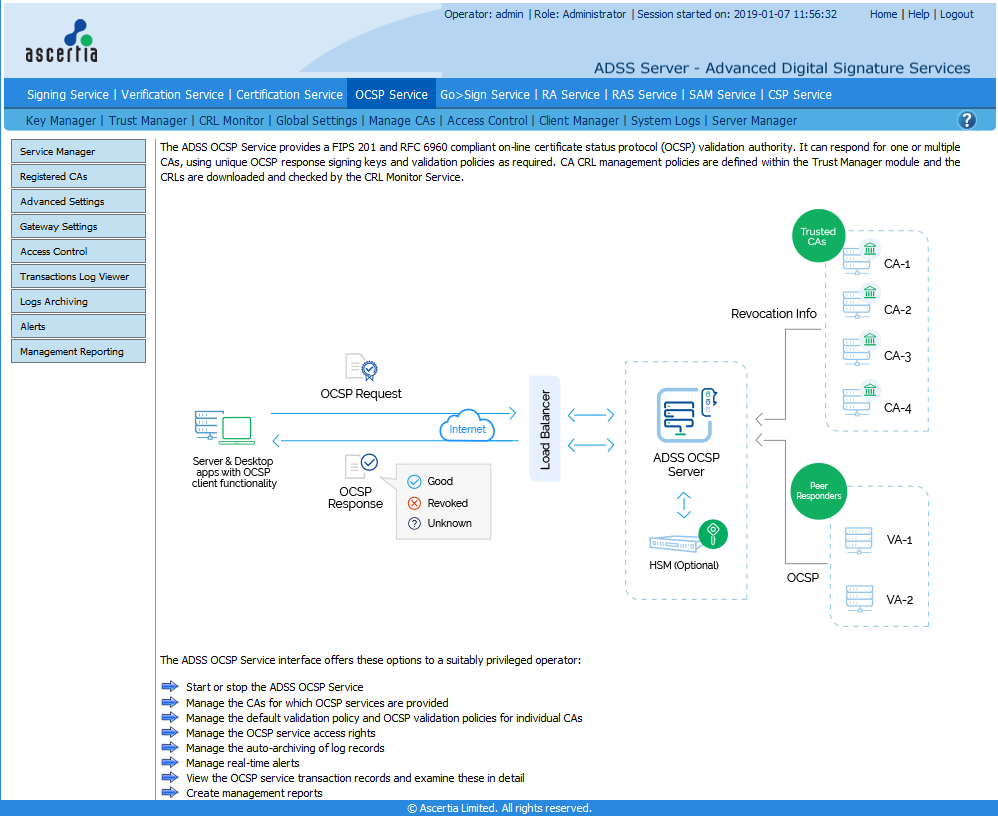 Operator: admin | Role: Administrator | Session started on: 2019-01-07 11:56:32 Home | Help | Logout
ascertia
ADSS Server - Advanced Digital Signature Services
Signing Service | Verification Service | Certification Service OCSP Service Go>Sign Service | RA Service | RAS Service | SAM Service | CSP Service
Key Manager | Trust Manager | CRL Monitor | Global Settings | Manage CAs | Access Control | Client Manager | System Logs | Server Manager ?
Service Manager
Registered CAs
Advanced Settings
Gateway Settings
Access Control
Transactions Log Viewer
Logs Archiving
Alerts
Management Reporting
The ADSS OCSP Service provides a FIPS 201 and RFC 6960 compliant on-line certificate status protocol (OCSP) validation authority. It can respond for one or multiple
CAs, using unique OCSP response signing keys and validation policies as required. CA CRL management policies are defined within the Trust Manager module and the
CRLs are downloaded and checked by the CRL Monitor Service.
Trusted
CAs
CA-1
CA-2
CA-3
CA-4
Revocation Info
OCSP Request
Internet
Load Balancer
Server & Desktop
apps with OCSP
client functionality
OCSP
Response
Good
Revoked
? Unknown
ADSS OCSP
Server
HSM (Optional)
Peer
Responders
VA-1
VA-2
OCSP
The ADSS OCSP Service interface offers these options to a suitably privileged operator:
Start or stop the ADSS OCSP Service
Manage the CAs for which OCSP services are provided
Manage the default validation policy and OCSP validation policies for individual CAs
Manage the OCSP service access rights
Manage the auto-archiving of log records
Manage real-time alerts
View the OCSP service transaction records and examine these in detail
Create management reports
© Ascertia Limited. All rights reserved.